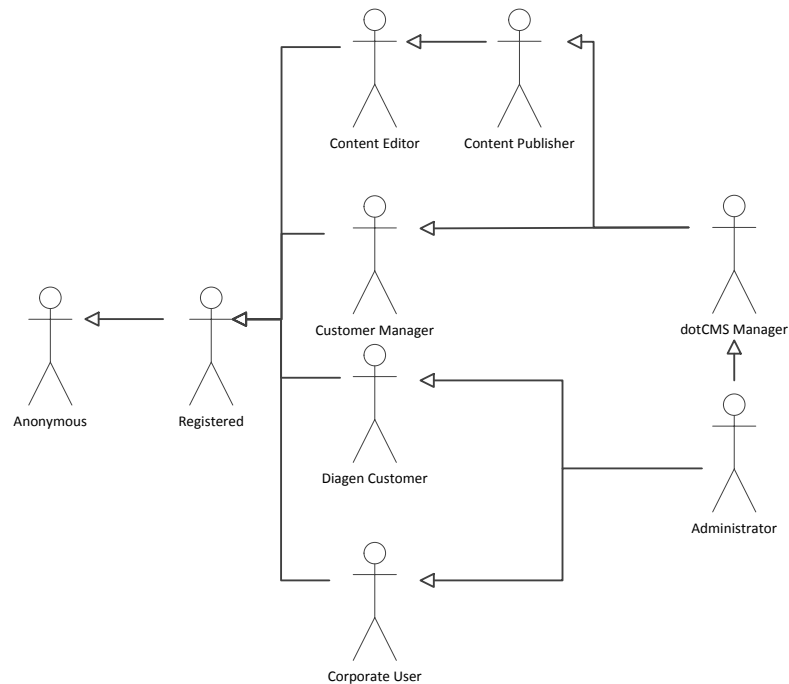 Content Editor
Content Publisher
Customer Manager
dotCMS Manager
Anonymous
Registered
Diagen Customer
Administrator
Corporate User